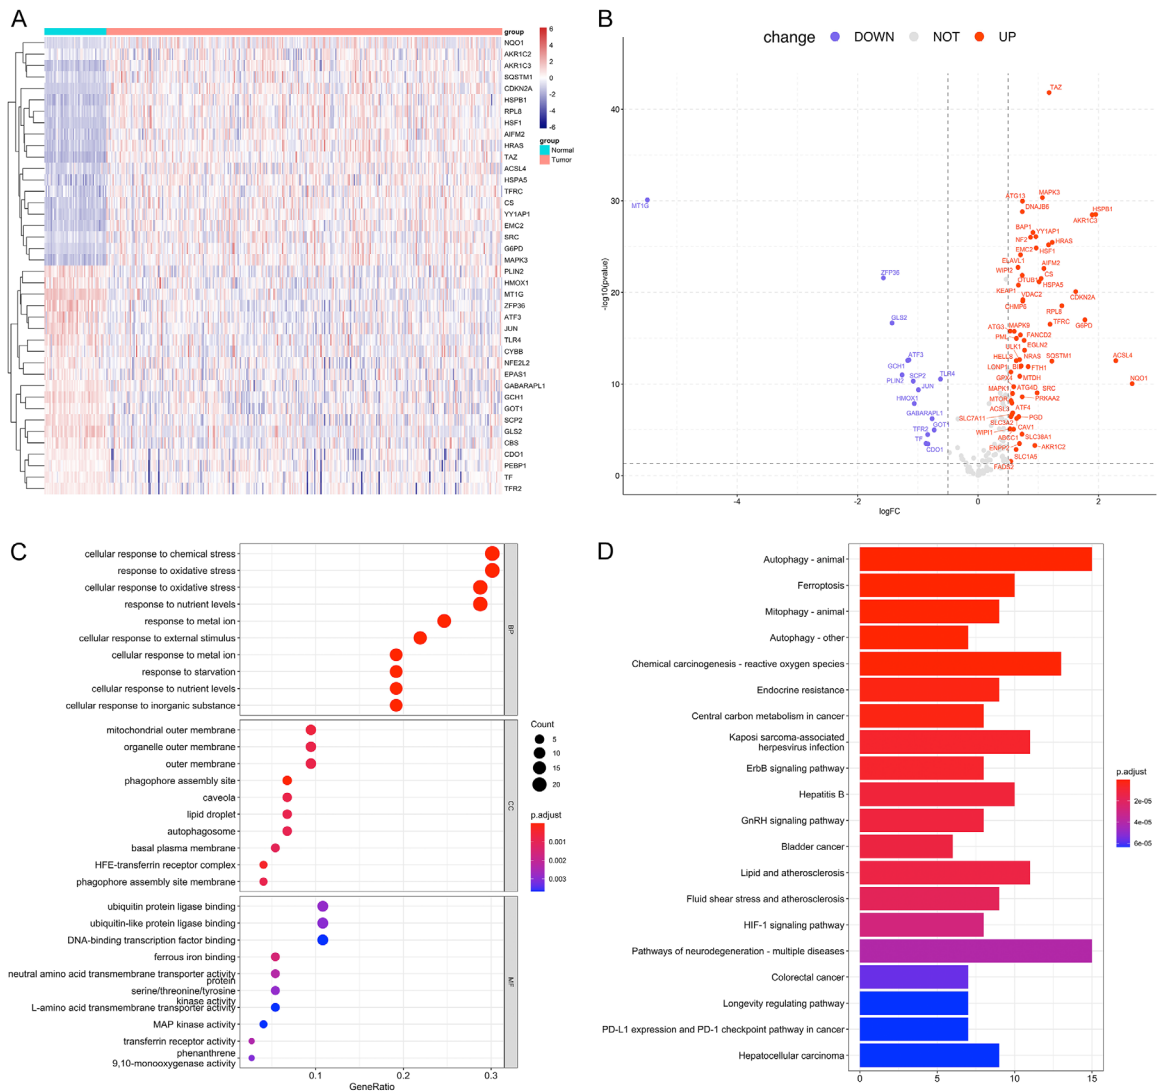 A
group
NQO1
AKR1C2
AKR1C3
SQSTM1
CDKN2A
HSPB1
RPL8
HSF1
AIFM2
HRAS
TAZ
ACSL4
HSPA5
TFRC
CS
YY1AP1
EMC2
SRC
G6PD
MAPK3
PLIN2
HMOX1
MT1G
ZFP36
ATF3
JUN
TLR4
CYBB
NFE2L2
EPAS1
GABARAPL1
GCH1
GOT1
SCP2
GLS2
CBS
CDO1
PEBP1
TF
TFR2
6
4
2
0
-2
-4
-6
group
Normal
Tumor
B
change
DOWN
NOT
UP
-log10(pvalue)
40
30
20
10
0
-4
-2
0
2
logFC
TAZ
MT1G
ATG13
MAPK3
DNAJB6
HSPB1
AKR1C3
BAP1
YY1AP1
NF2
HRAS
EMC2
HSF1
ELAVL1
AIFM2
WIPI2
OTUB1
CS
KEAP1
HSPA5
VDAC2
CDKN2A
CHMP6
RPL8
ZFP36
GLS2
ATG3
MAPK9
TFRC
G6PD
PML
FANCD2
ULK1
EGLN2
HELLS
NRAS
SQSTM1
ACSL4
LONP1
FTH1
GPX4
MTDH
NQO1
ATF3
GCH1
SCP2
PLIN2
JUN
TLR4
HMOX1
MAPK1
ATG4D
SRC
MTOR
PRKAA2
ACSL3
ATF4
SLC7A11
SLC3A2
PGD
GABARAPL1
GOT1
TFR2
TF
CDO1
WIPI1
CAV1
ABCC1
SLC38A1
ENPP2
AKR1C2
SLC1A5
FADS2
C
cellular response to chemical stress
response to oxidative stress
cellular response to oxidative stress
response to nutrient levels
response to metal ion
cellular response to external stimulus
cellular response to metal ion
response to starvation
cellular response to nutrient levels
cellular response to inorganic substance
BP
mitochondrial outer membrane
organelle outer membrane
outer membrane
phagophore assembly site
caveola
lipid droplet
autophagosome
basal plasma membrane
HFE-transferrin receptor complex
phagophore assembly site membrane
CC
ubiquitin protein ligase binding
ubiquitin-like protein ligase binding
DNA-binding transcription factor binding
ferrous iron binding
neutral amino acid transmembrane transporter activity
protein
serine/threonine/tyrosine
kinase activity
L-amino acid transmembrane transporter activity
MAP kinase activity
transferrin receptor activity
phenanthrene
9,10-monooxygenase activity
MF
0.1
0.2
0.3
GeneRatio
Count
5
10
15
20
p.adjust
0.001
0.002
0.003
D
Autophagy - animal
Ferroptosis
Mitophagy - animal
Autophagy - other
Chemical carcinogenesis - reactive oxygen species
Endocrine resistance
Central carbon metabolism in cancer
Kaposi sarcoma-associated
herpesvirus infection
ErbB signaling pathway
Hepatitis B
GnRH signaling pathway
Bladder cancer
Lipid and atherosclerosis
Fluid shear stress and atherosclerosis
HIF-1 signaling pathway
Pathways of neurodegeneration - multiple diseases
Colorectal cancer
Longevity regulating pathway
PD-L1 expression and PD-1 checkpoint pathway in cancer
Hepatocellular carcinoma
0
5
10
15
p.adjust
2e-05
4e-05
6e-05